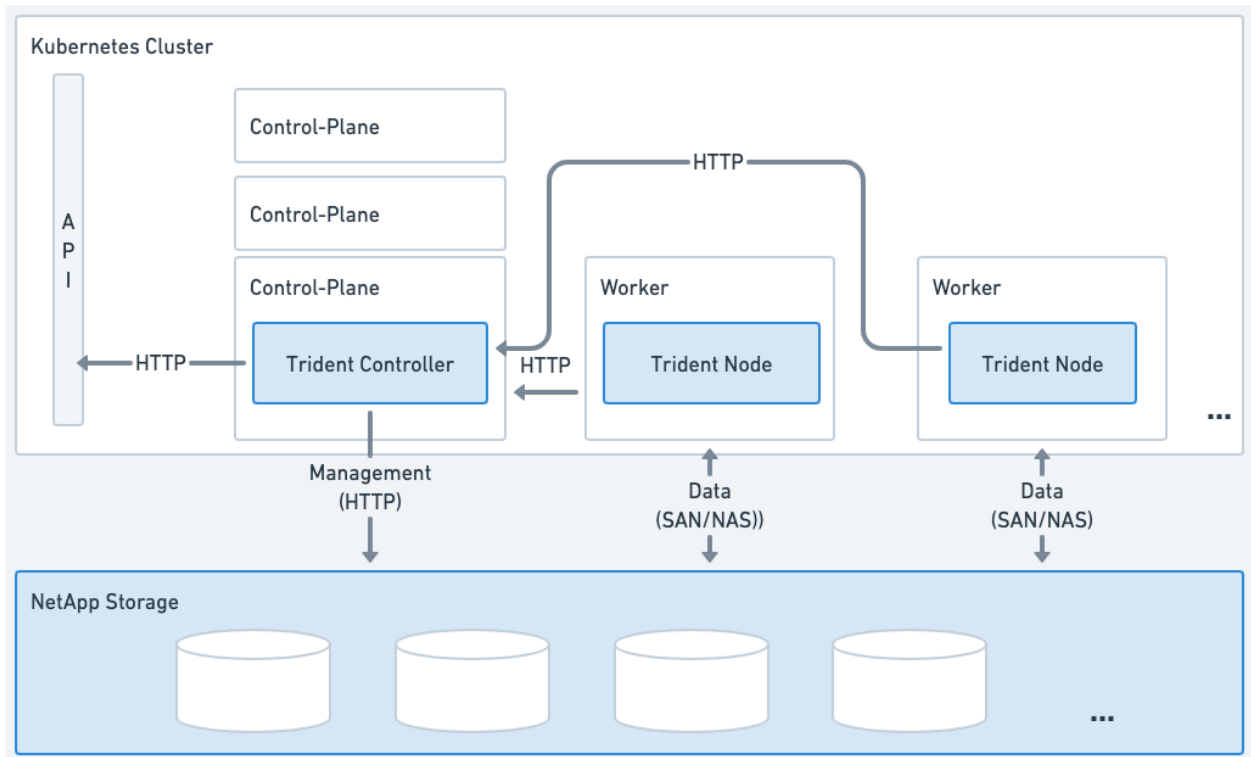 Kubernetes Cluster
A
P
I
Control-Plane
Control-Plane
Control-Plane
Trident Controller
HTTP
HTTP
HTTP
Worker
Trident Node
Worker
Trident Node
...
Management
(HTTP)
Data
(SAN/NAS))
Data
(SAN/NAS)
NetApp Storage
...